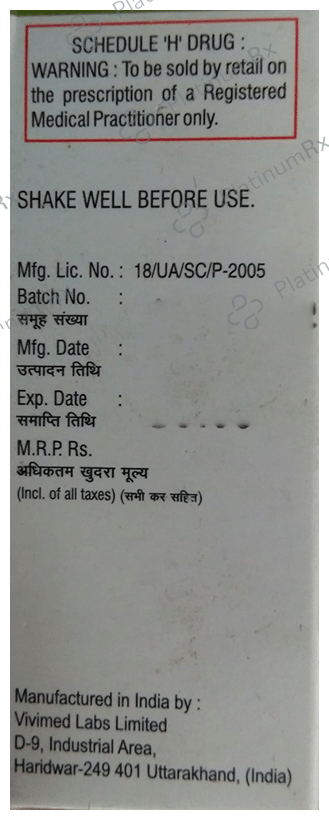 SCHEDULE 'H' DRUG :
WARNING : To be sold by retail on
the prescription of a Registered
Medical Practitioner only.
SHAKE WELL BEFORE USE.
Mfg. Lic. No. : 18/UA/SC/P-2005
Batch No. :
समूह संख्या
Mfg. Date :
उत्पादन तिथि
Exp. Date :
समाप्ति तिथि
M.R.P. Rs.
अधिकतम खुदरा मूल्य
(Incl. of all taxes) (सभी कर सहित)
Manufactured in India by :
Vivimed Labs Limited
D-9, Industrial Area,
Haridwar-249 401 Uttarakhand, (India)
PlatinumRx